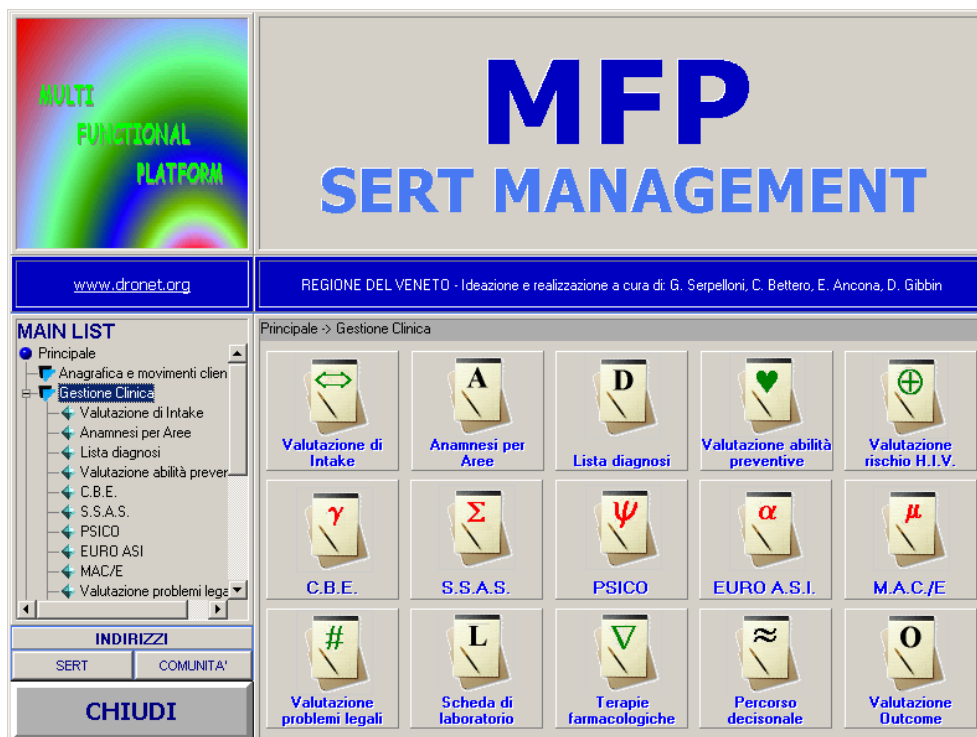 MULTI
FUNCTIONAL
PLATFORM
MFP
SERT MANAGEMENT
www.dronet.org
REGIONE DEL VENETO - Ideazione e realizzazione a cura di: G. Serpelloni, C. Bettero, E. Ancona, D. Gibbin
MAIN LIST
Principale
Anagrafica e movimenti clien
Gestione Clinica
Valutazione di Intake
Anamnesi per Aree
Lista diagnosi
Valutazione abilità preven
C.B.E.
S.S.A.S.
PSICO
EURO ASI
MAC/E
Valutazione problemi lega
INDIRIZZI
SERT
COMUNITA'
CHIUDI
Principale -> Gestione Clinica
A
D
Valutazione di
Intake
Anamnesi per
Aree
Lista diagnosi
Valutazione abilità
preventive
Valutazione
rischio H.I.V.
γ
Σ
Ψ
α
μ
C.B.E.
S.S.A.S.
PSICO
EURO A.S.I.
M.A.C./E
#
L
∇
≈
O
Valutazione
problemi legali
Scheda di
laboratorio
Terapie
farmacologiche
Percorso
decisonale
Valutazione
Outcome